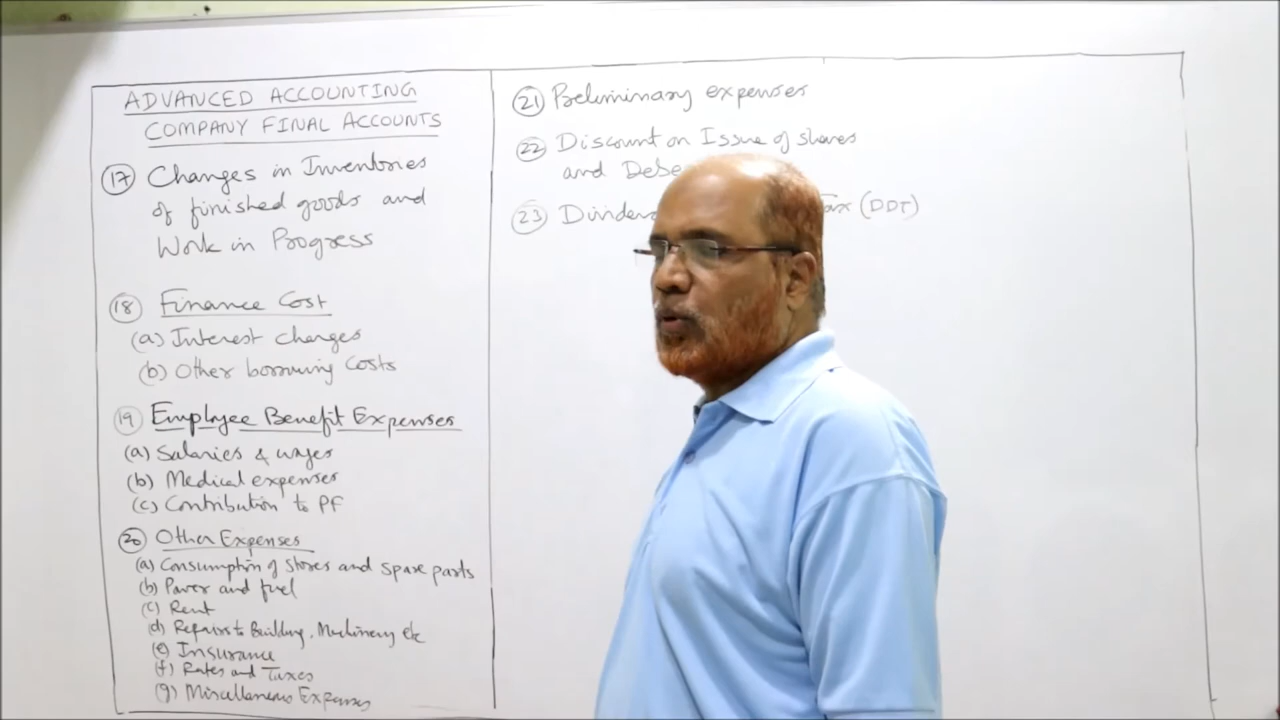 ADVANCED ACCOUNTING
COMPANY FINAL ACCOUNTS
17 Changes in Inventories
of finished goods and
Work in Progress
18 Finance Cost
(a) Interest charges
(b) Other borrowing costs
19 Employee Benefit Expenses
(a) Salaries & wages
(b) Medical expenses
(c) Contribution to PF
20 Other Expenses
(a) Consumption of stores and spare parts
(b) Power and fuel
(c) Rent
(d) Repairs to Building, Machinery etc
(e) Insurance
(f) Rates and Taxes
(g) Miscellaneous Expenses
21 Preliminary expenses
22 Discount on Issue of shares
and
23 (DDT)